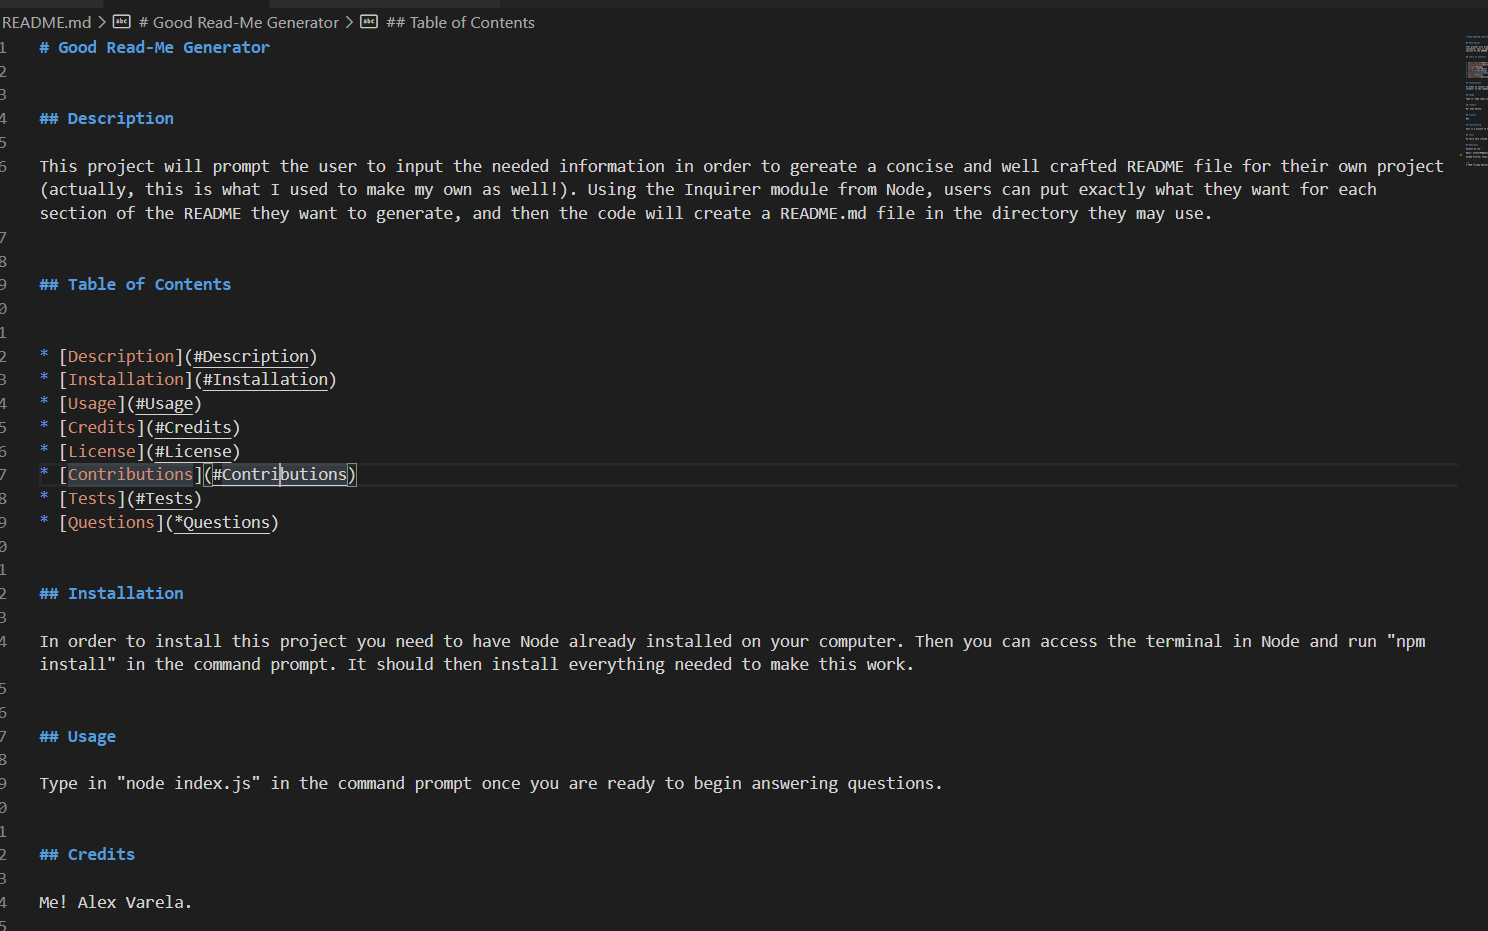 README.md > # Good Read-Me Generator > ## Table of Contents
1 # Good Read-Me Generator
2
3
4 ## Description
5
6 This project will prompt the user to input the needed information in order to gereate a concise and well crafted README file for their own project
(actually, this is what I used to make my own as well!). Using the Inquirer module from Node, users can put exactly what they want for each
section of the README they want to generate, and then the code will create a README.md file in the directory they may use.
7
8
9 ## Table of Contents
0
1
2 * [Description](#Description)
3 * [Installation](#Installation)
4 * [Usage](#Usage)
5 * [Credits](#Credits)
6 * [License](#License)
7 * [Contributions](#Contributions)
8 * [Tests](#Tests)
9 * [Questions](*Questions)
0
1
2 ## Installation
3
4 In order to install this project you need to have Node already installed on your computer. Then you can access the terminal in Node and run "npm
install" in the command prompt. It should then install everything needed to make this work.
5
6
7 ## Usage
8
9 Type in "node index.js" in the command prompt once you are ready to begin answering questions.
0
1
2 ## Credits
3
4 Me! Alex Varela.
5